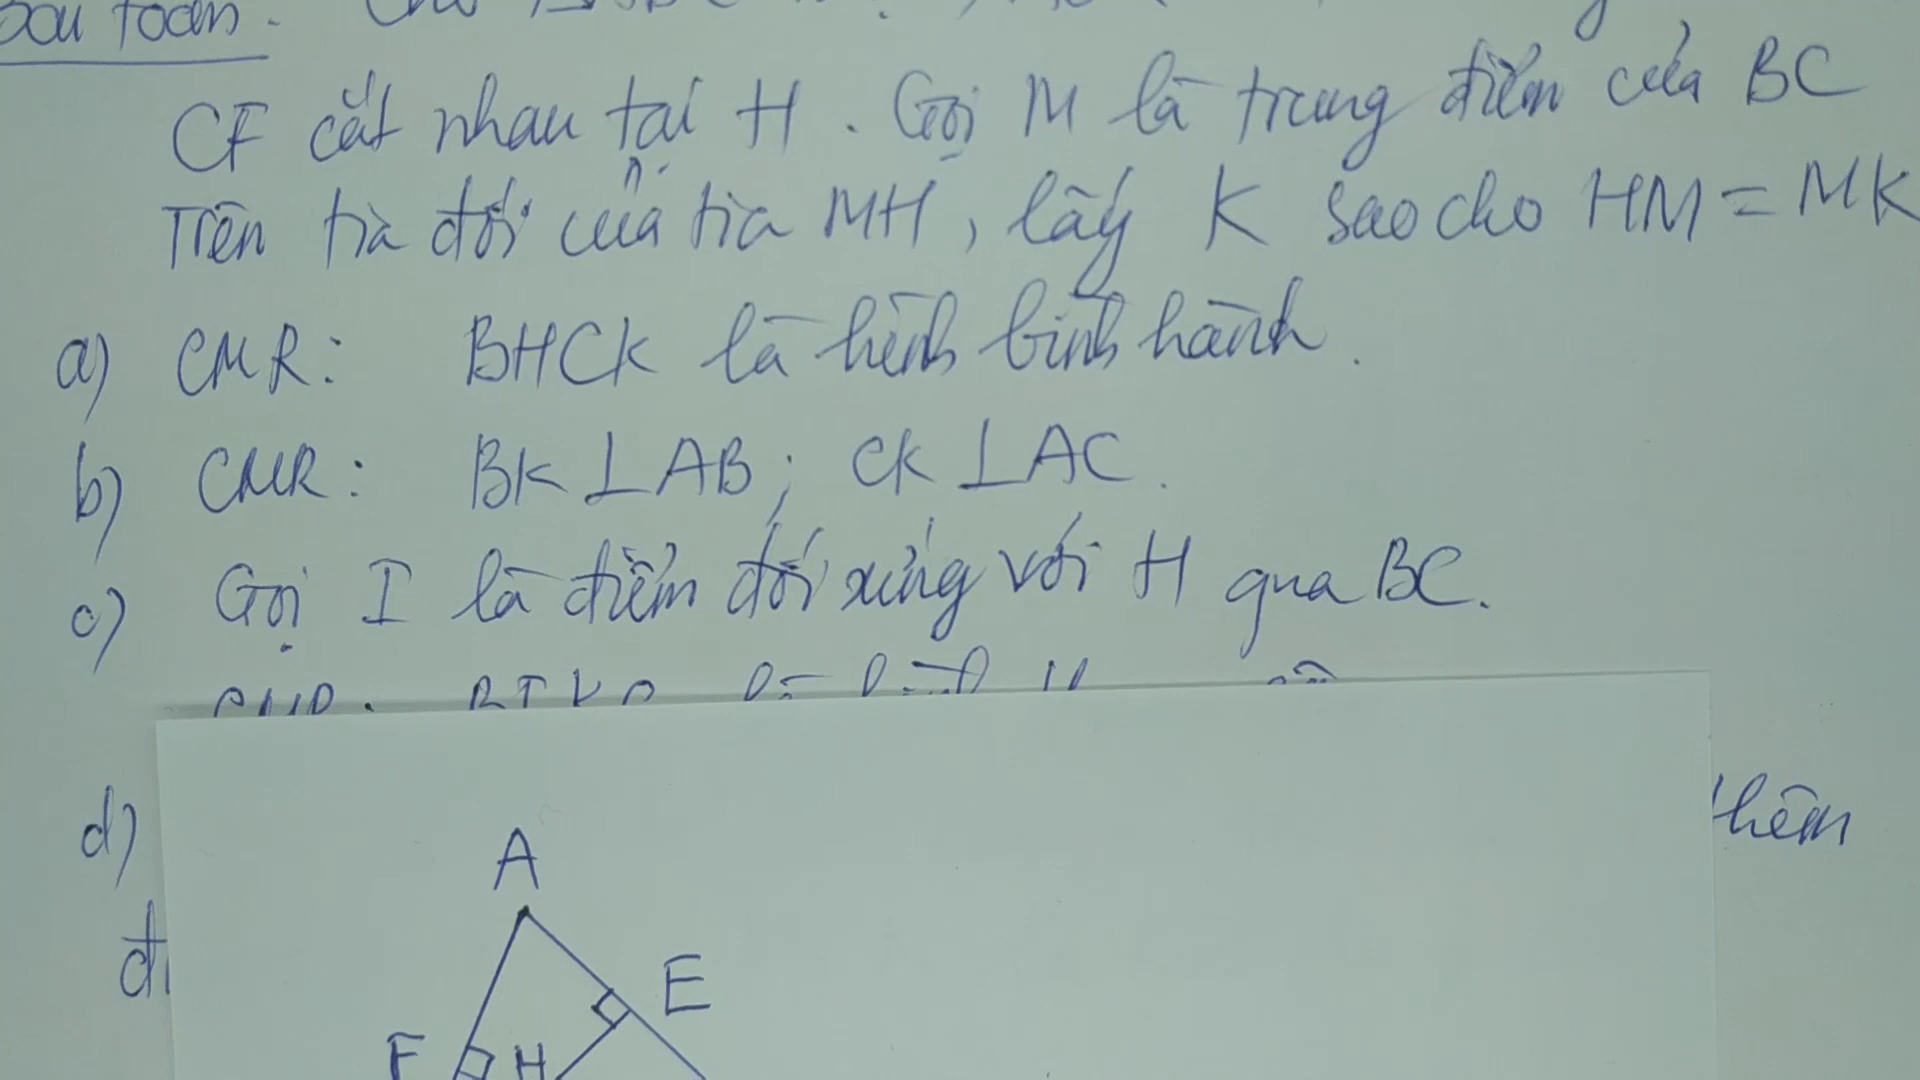 CF cắt nhau tại H. Gọi M là trung điểm của BC
Trên tia đối của tia MH, lấy K sao cho HM = MK
a) CMR: BHCK là hình bình hành.
b) CMR: BK ⊥ AB; CK ⊥ AC.
c) Gọi I là điểm đối xứng với H qua BC.
d) thêm
A
E
F H